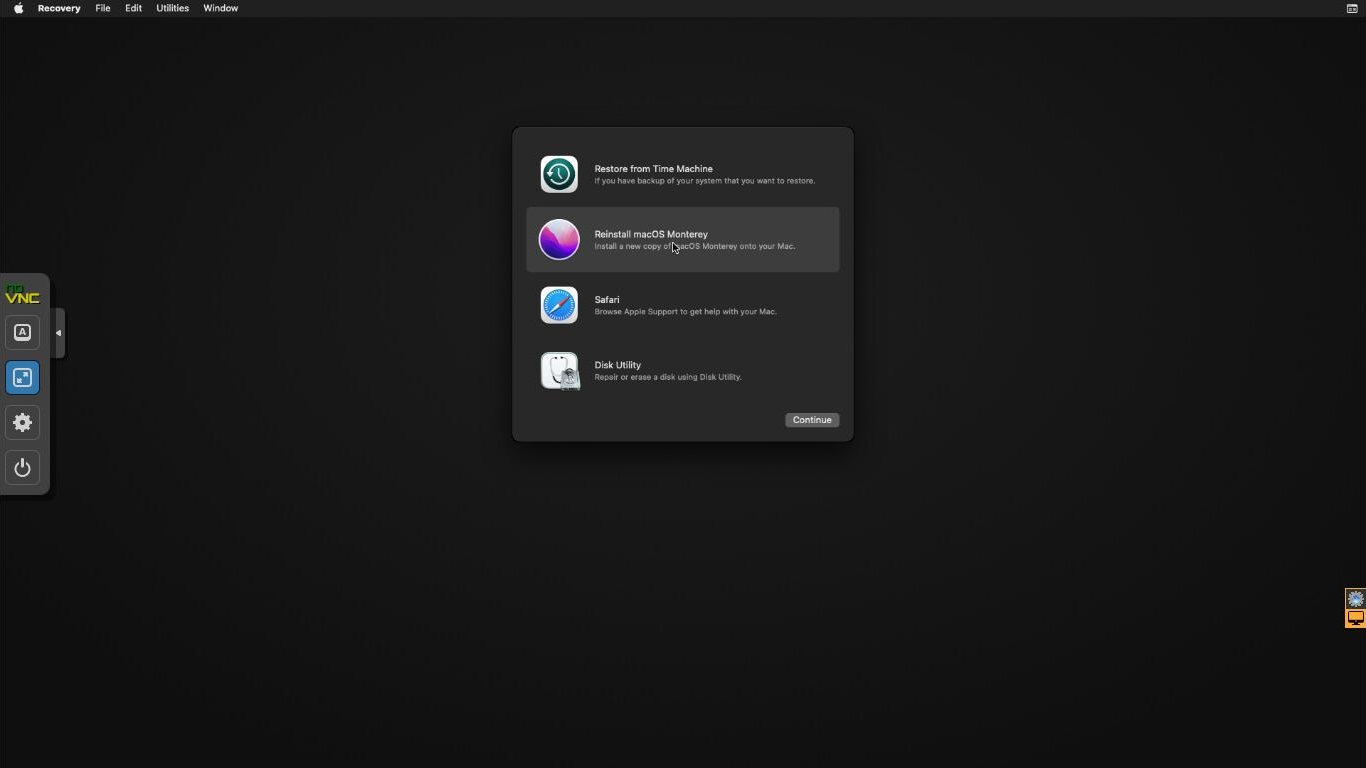 Recovery File Edit Utilities Window
Restore from Time Machine
If you have backup of your system that you want to restore.
Reinstall macOS Monterey
Install a new copy of macOS Monterey onto your Mac.
no
VNC
A
Safari
Browse Apple Support to get help with your Mac.
Disk Utility
Repair or erase a disk using Disk Utility.
Continue